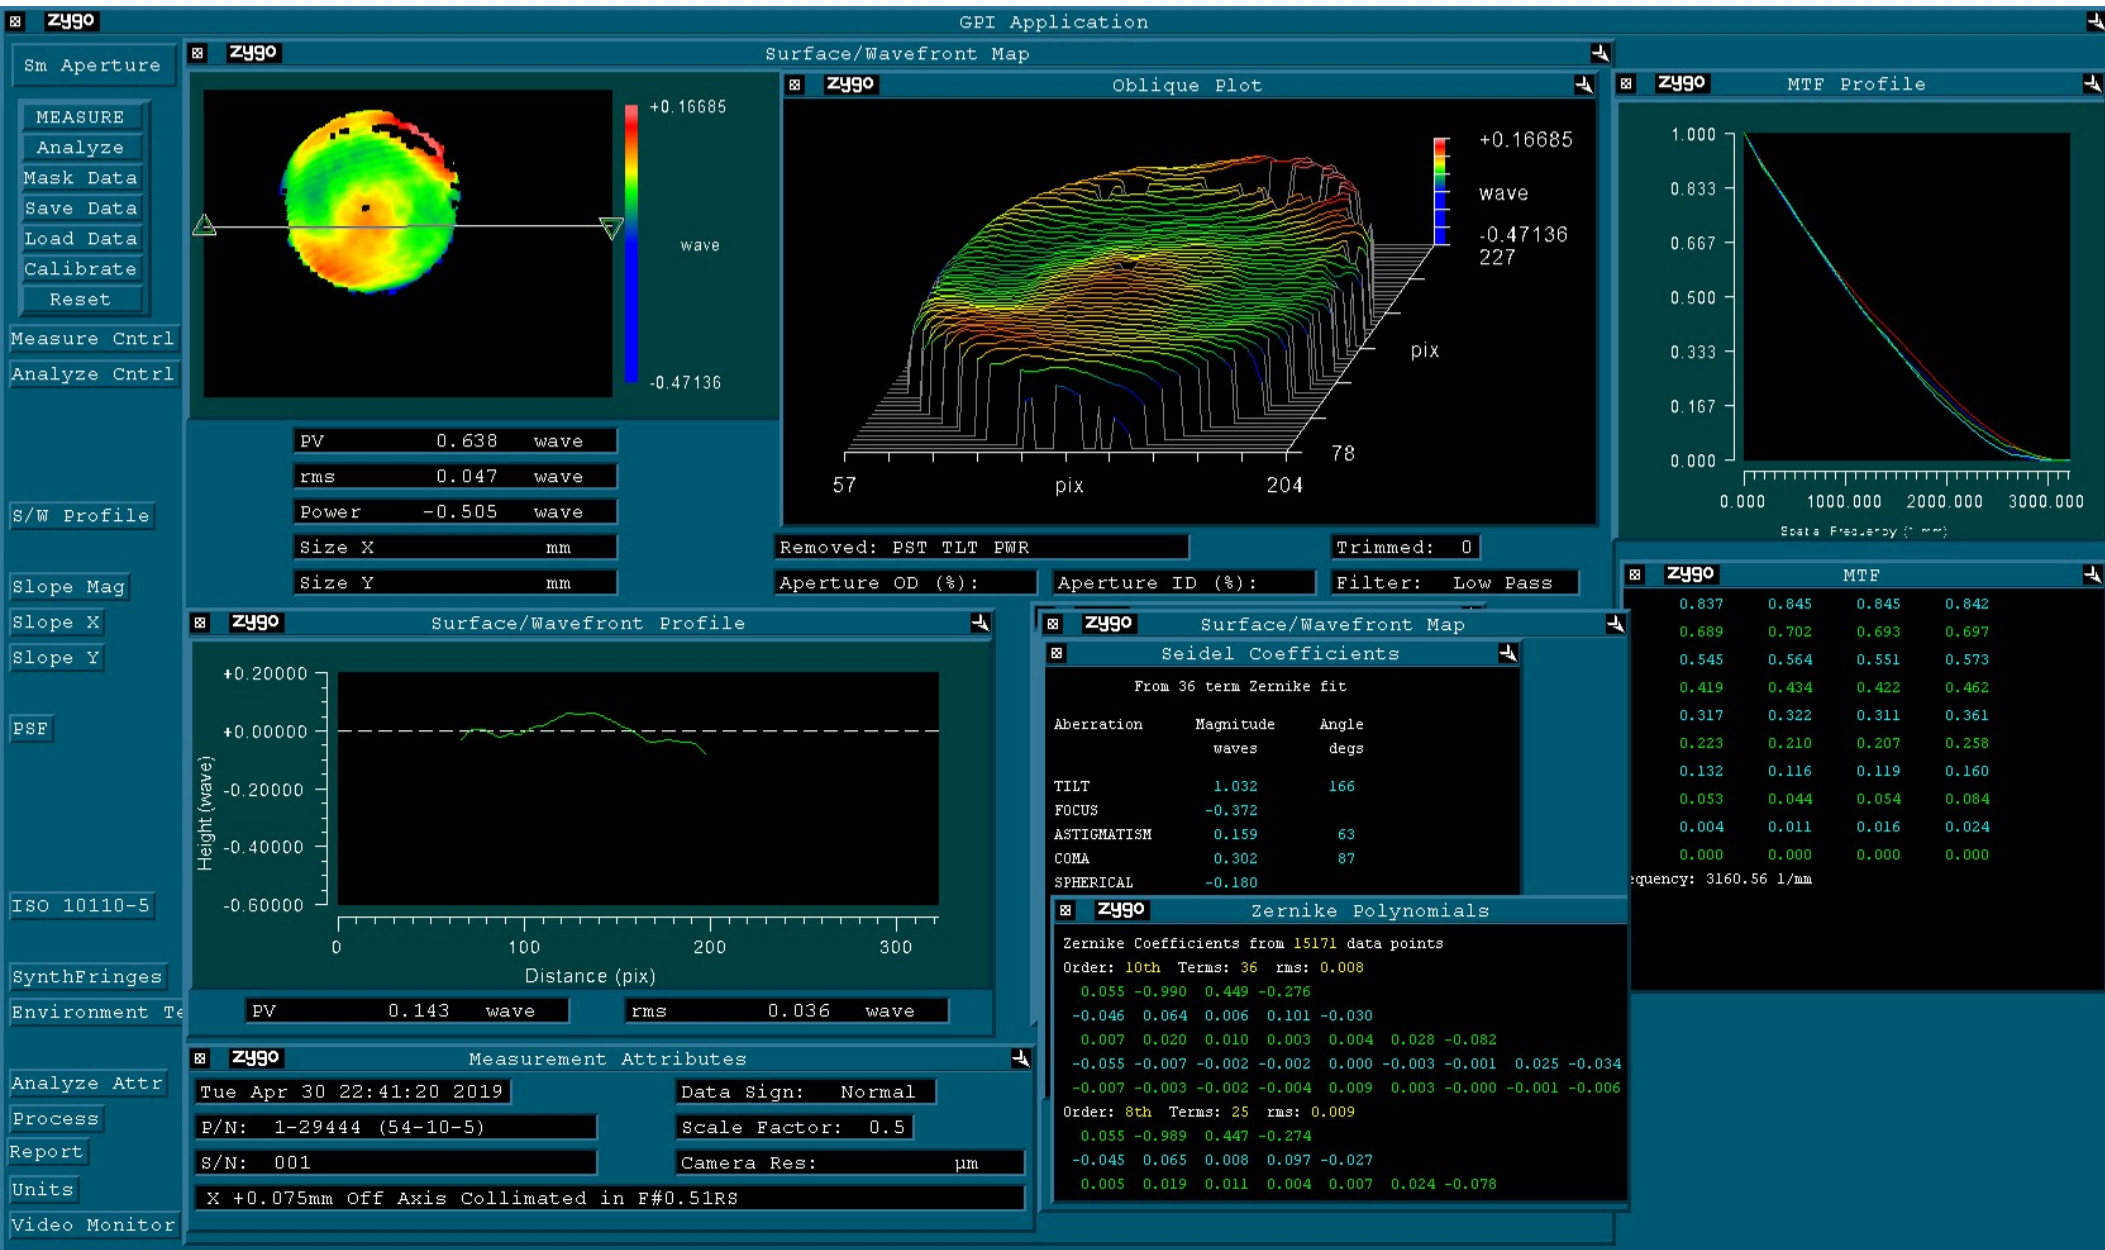 zygo GPI Application
Sm Aperture
MEASURE
Analyze
Mask Data
Save Data
Load Data
Calibrate
Reset
Measure Cntrl
Analyze Cntrl
S/W Profile
Slope Mag
Slope X
Slope Y
PSF
ISO 10110-5
SynthFringes
Environment Te
Analyze Attr
Process
Report
Units
Video Monitor
zygo Surface/Wavefront Map
+0.16685
wave
-0.47136
PV 0.638 wave
rms 0.047 wave
Power -0.505 wave
Size X mm
Size Y mm
zygo Oblique Plot
+0.16685
wave
-0.47136
227
pix
78
57 pix 204
Removed: PST TLT PWR
Trimmed: 0
Aperture OD (%):
Aperture ID (%):
Filter: Low Pass
zygo MTF Profile
1.000
0.833
0.667
0.500
0.333
0.167
0.000
0.000 1000.000 2000.000 3000.000
zygo MTF
0.837 0.845 0.845 0.842
0.689 0.702 0.693 0.697
0.545 0.564 0.551 0.573
0.419 0.434 0.422 0.462
0.317 0.322 0.311 0.361
0.223 0.210 0.207 0.258
0.132 0.116 0.119 0.160
0.053 0.044 0.054 0.084
0.004 0.011 0.016 0.024
0.000 0.000 0.000 0.000
equency: 3160.56 1/mm
zygo Surface/Wavefront Profile
+0.20000
+0.00000
-0.20000
-0.40000
-0.60000
Height (wave)
0 100 200 300
Distance (pix)
PV 0.143 wave
rms 0.036 wave
zygo Surface/Wavefront Map
Seidel Coefficients
From 36 term Zernike fit
Aberration Magnitude Angle
waves degs
TILT 1.032 166
FOCUS -0.372
ASTIGMATISM 0.159 63
COMA 0.302 87
SPHERICAL -0.180
zygo Zernike Polynomials
Zernike Coefficients from 15171 data points
Order: 10th Terms: 36 rms: 0.008
0.055 -0.990 0.449 -0.276
-0.046 0.064 0.006 0.101 -0.030
0.007 0.020 0.010 0.003 0.004 0.028 -0.082
-0.055 -0.007 -0.002 -0.002 0.000 -0.003 -0.001 0.025 -0.034
-0.007 -0.003 -0.002 -0.004 0.009 0.003 -0.000 -0.001 -0.006
Order: 8th Terms: 25 rms: 0.009
0.055 -0.989 0.447 -0.274
-0.045 0.065 0.008 0.097 -0.027
0.005 0.019 0.011 0.004 0.007 0.024 -0.078
zygo Measurement Attributes
Tue Apr 30 22:41:20 2019
Data Sign: Normal
P/N: 1-29444 (54-10-5)
Scale Factor: 0.5
S/N: 001
Camera Res: µm
X +0.075mm Off Axis Collimated in F#0.51RS